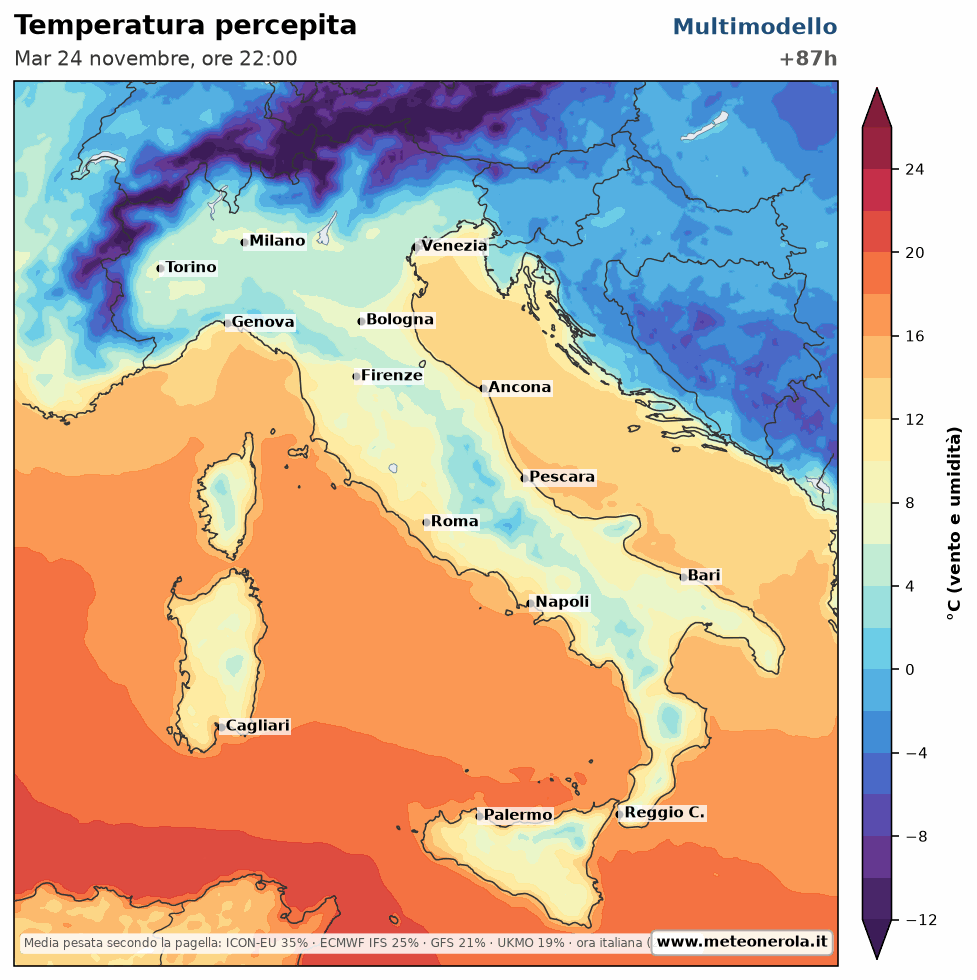 Temperatura percepita
Multimodello
Mar 24 novembre, ore 22:00
+87h
Milano
Venezia
Torino
Genova
Bologna
Firenze
Ancona
Pescara
Roma
Bari
Napoli
Cagliari
Palermo
Reggio C.
24
20
16
12
8
4
0
−4
−8
−12
°C (vento e umidità)
Media pesata secondo la pagella: ICON-EU 35% · ECMWF IFS 25% · GFS 21% · UKMO 19% · ora italiana (
www.meteonerola.it